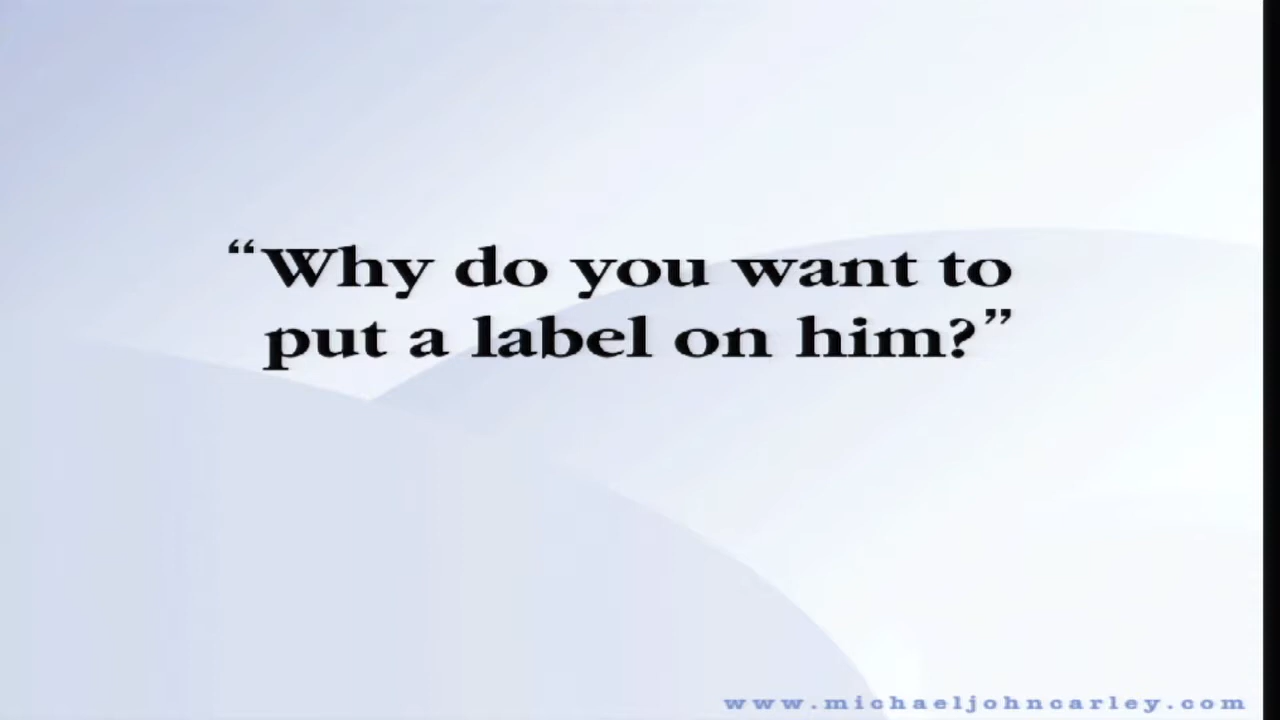 “Why do you want to
put a label on him?”
www.michaeljohncarley.com